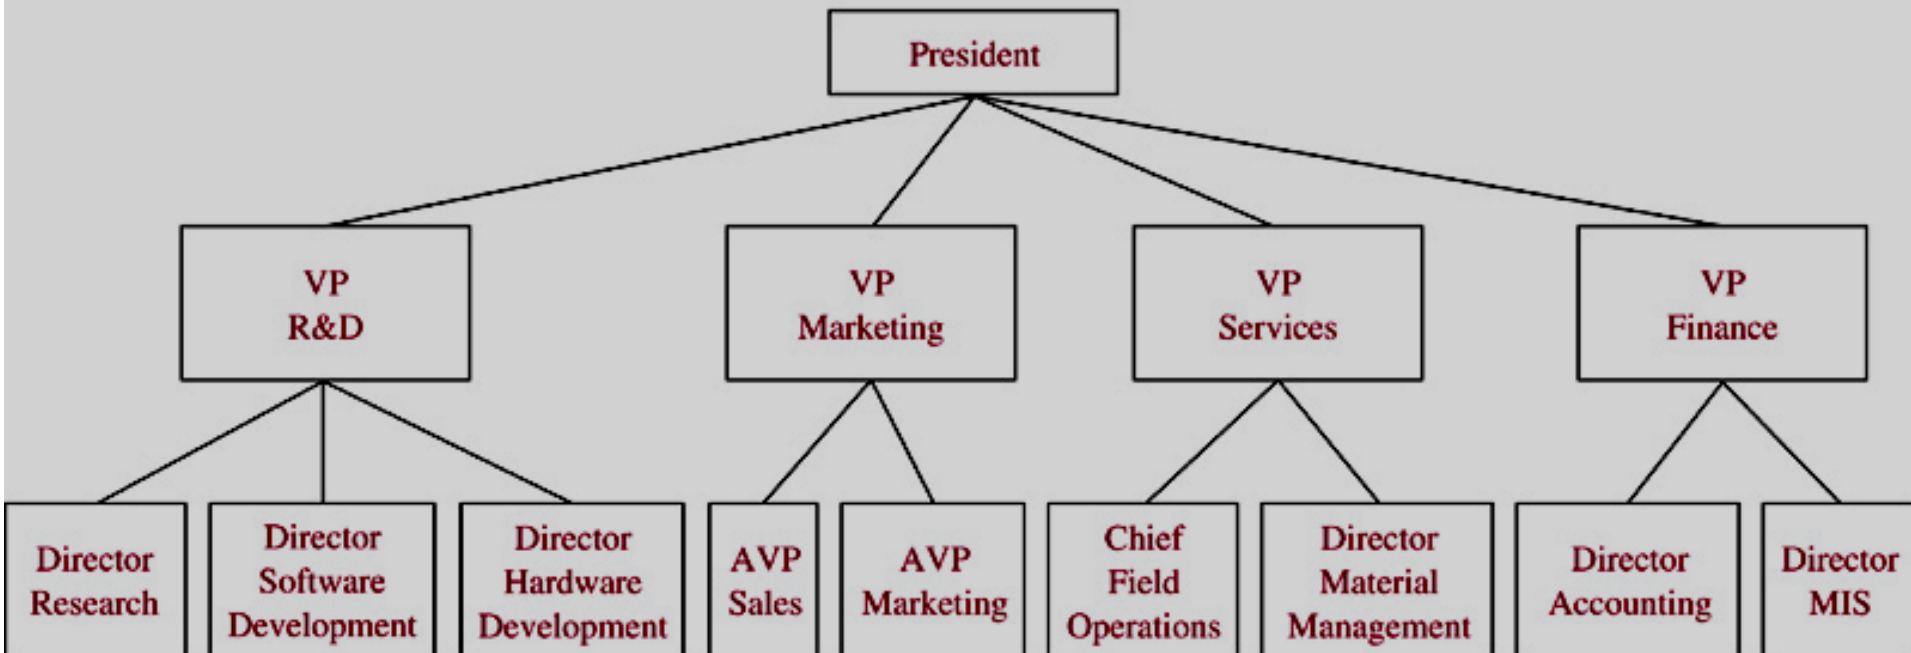 President
VP
R&D
VP
Marketing
VP
Services
VP
Finance
Director
Research
Director
Software
Development
Director
Hardware
Development
AVP
Sales
AVP
Marketing
Chief
Field
Operations
Director
Material
Management
Director
Accounting
Director
MIS